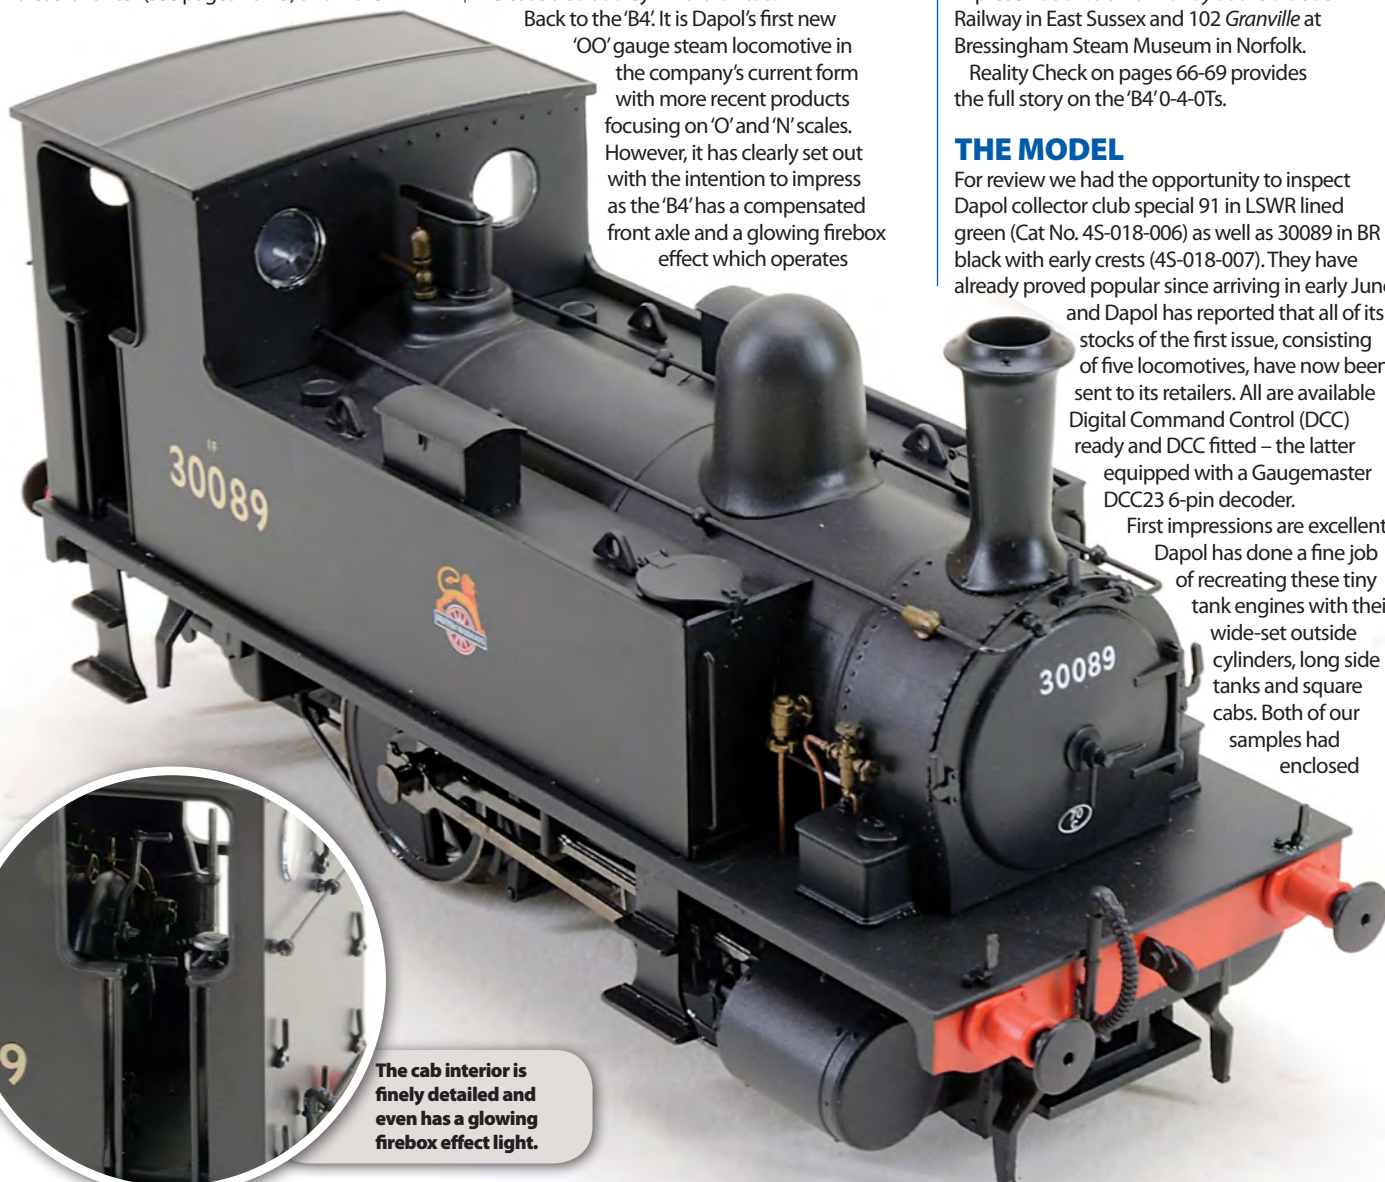 Back to the ‘B4’. It is Dapol’s first new
‘OO’ gauge steam locomotive in
the company’s current form
with more recent products
focusing on ‘O’ and ‘N’ scales.
However, it has clearly set out
with the intention to impress
as the ‘B4’ has a compensated
front axle and a glowing firebox
effect which operates
Railway in East Sussex and 102 Granville at
Bressingham Steam Museum in Norfolk.
Reality Check on pages 66-69 provides
the full story on the ‘B4’ 0-4-0Ts.
THE MODEL
For review we had the opportunity to inspect
Dapol collector club special 91 in LSWR lined
green (Cat No. 4S-018-006) as well as 30089 in BR
black with early crests (4S-018-007). They have
already proved popular since arriving in early June
and Dapol has reported that all of its
stocks of the first issue, consisting
of five locomotives, have now been
sent to its retailers. All are available
Digital Command Control (DCC)
ready and DCC fitted – the latter
equipped with a Gaugemaster
DCC23 6-pin decoder.
First impressions are excellent
Dapol has done a fine job
of recreating these tiny
tank engines with thei
wide-set outside
cylinders, long side
tanks and square
cabs. Both of our
samples had
enclosed
1F
30089
30089
70
C
9
The cab interior is
finely detailed and
even has a glowing
firebox effect light.